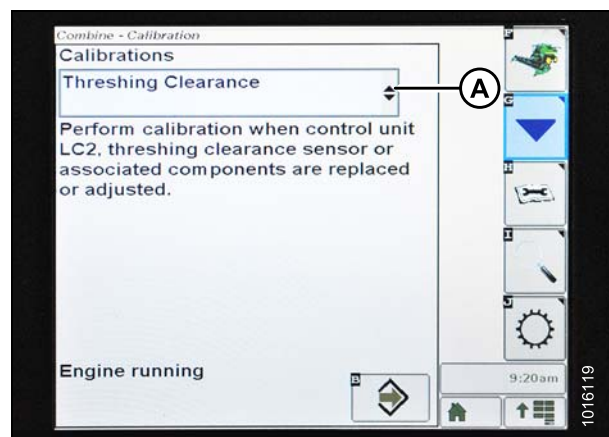 Combine - Calibration
Calibrations
Threshing Clearance
A
Perform calibration when control unit
LC2, threshing clearance sensor or
associated components are replaced
or adjusted.
Engine running
B
F
G
H
I
J
9:20am
1016119